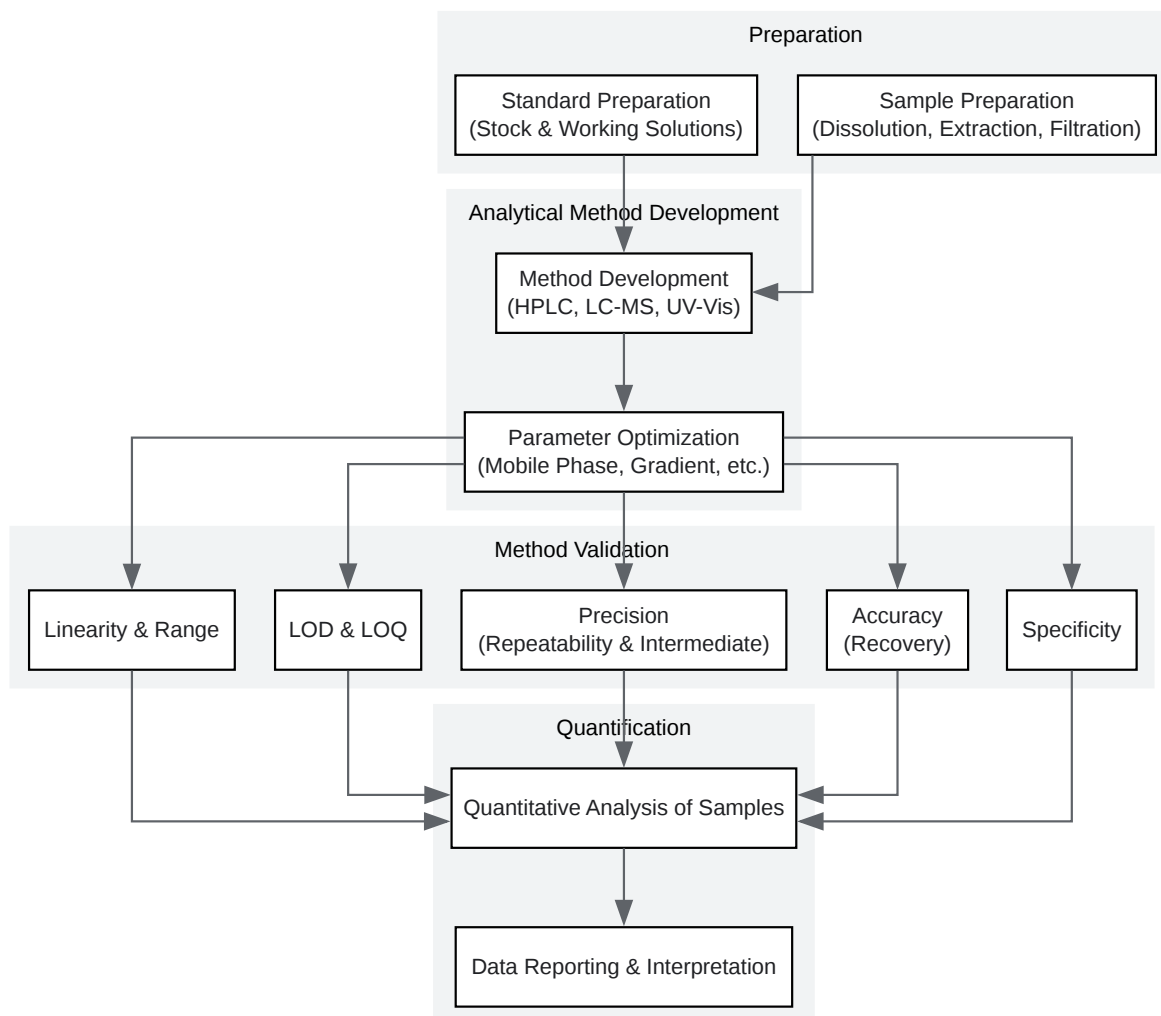 Preparation
Standard Preparation
(Stock & Working Solutions)
Sample Preparation
(Dissolution, Extraction, Filtration)
Analytical Method Development
Method Development
(HPLC, LC-MS, UV-Vis)
Parameter Optimization
(Mobile Phase, Gradient, etc.)
Method Validation
Linearity & Range
LOD & LOQ
Precision
(Repeatability & Intermediate)
Accuracy
(Recovery)
Specificity
Quantification
Quantitative Analysis of Samples
Data Reporting & Interpretation